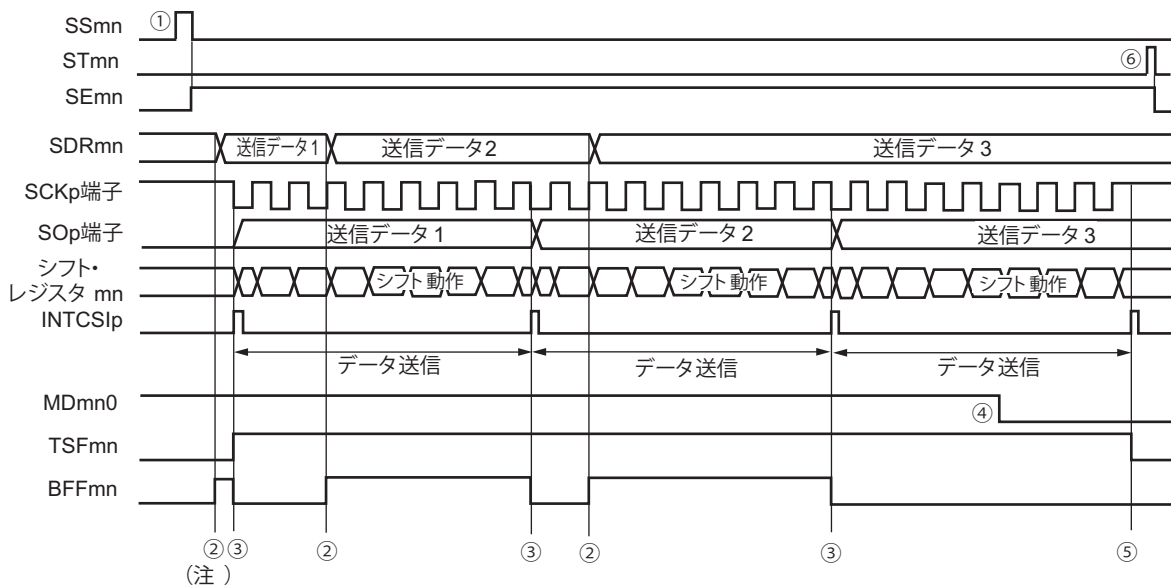 SSmn ①
STmn ⑥
SEmn
SDRmn 送信データ1 送信データ2 送信データ3
SCKp端子
SOp端子 送信データ1 送信データ2 送信データ3
シフト・
レジスタ mn シフト動作 シフト動作 シフト動作
INTCSIp
データ送信 データ送信 データ送信
MDmn0 ④
TSFmn
BFFmn
②③ ② ③ ② ③ ⑤
(注 )